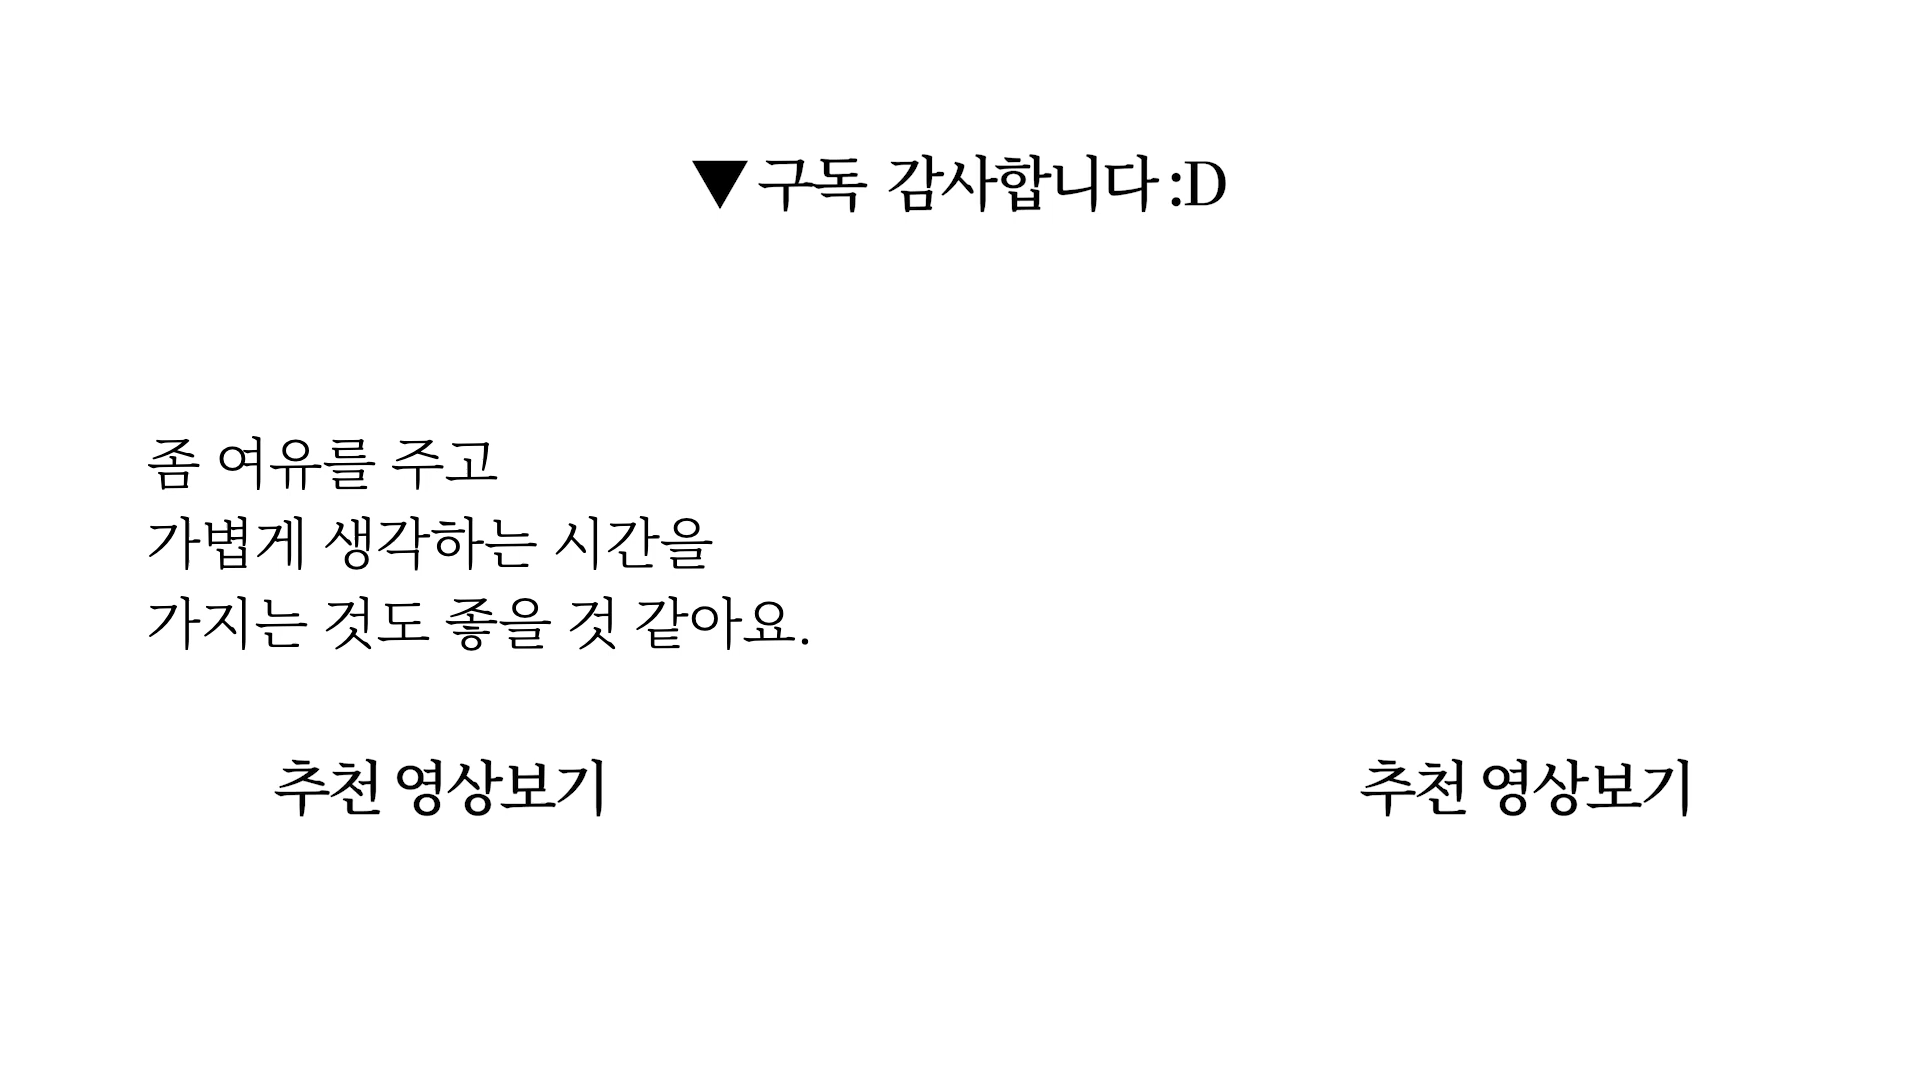 ▼구독 감사합니다:D
좀 여유를 주고
가볍게 생각하는 시간을
가지는 것도 좋을 것 같아요.
추천 영상보기
추천 영상보기